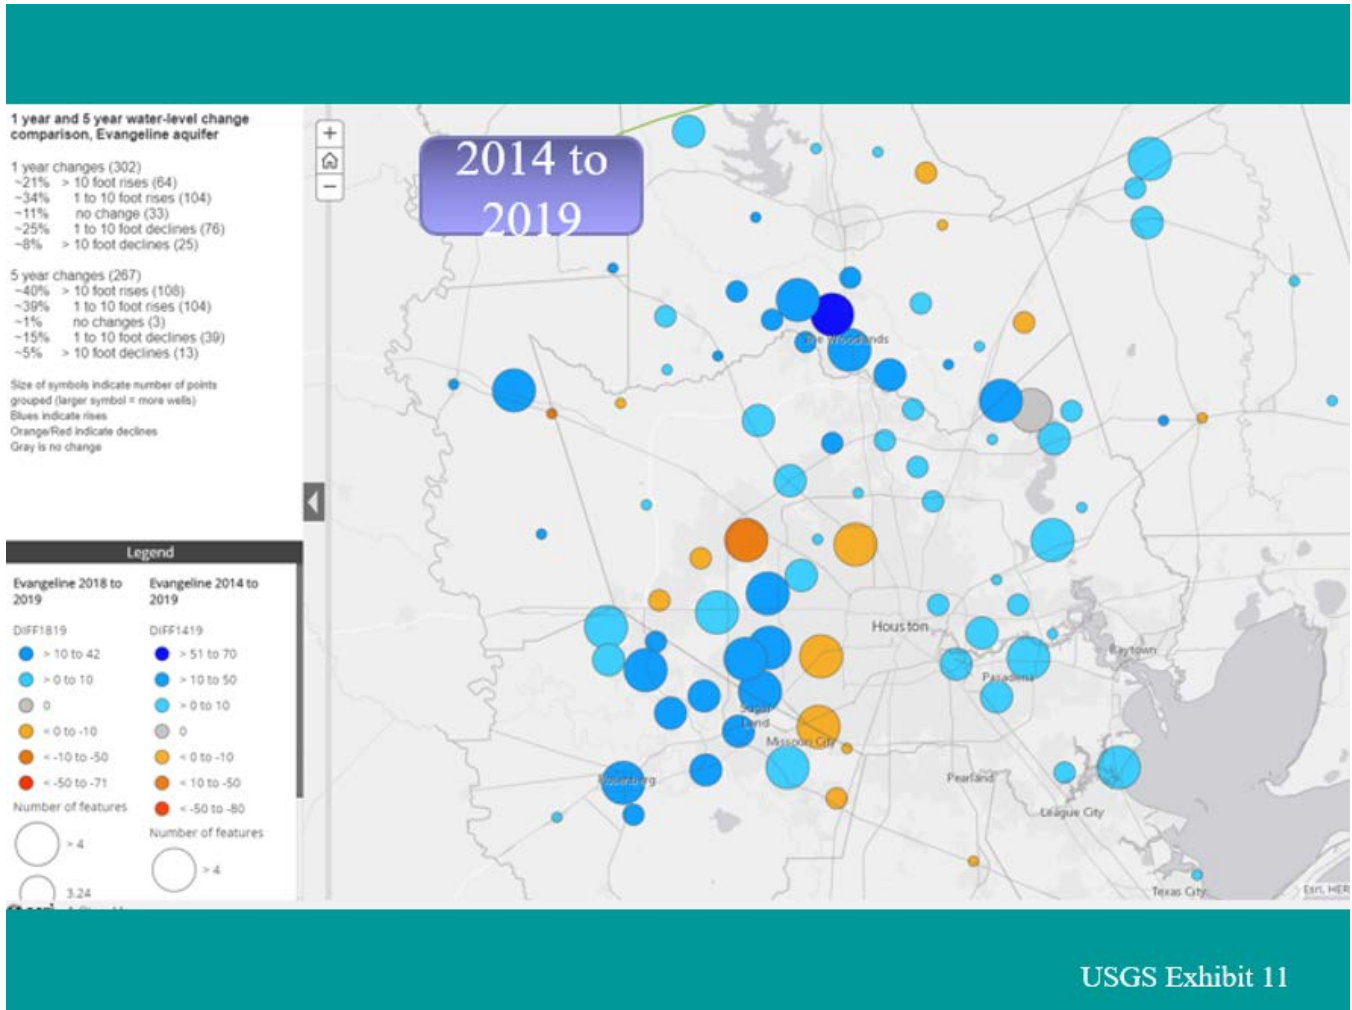 1 year and 5 year water-level change
comparison, Evangeline aquifer
1 year changes (302)
~21% > 10 foot rises (64)
~34% 1 to 10 foot rises (104)
~11% no change (33)
~25% 1 to 10 foot declines (76)
~8% > 10 foot declines (25)
5 year changes (267)
~40% > 10 foot rises (108)
~39% 1 to 10 foot rises (104)
~1% no changes (3)
~15% 1 to 10 foot declines (39)
~5% > 10 foot declines (13)
Size of symbols indicate number of points
grouped (larger symbol = more wells)
Blues indicate rises
Orange/Red indicate declines
Gray is no change
Legend
Evangeline 2018 to
2019
DIFF1819
> 10 to 42
> 0 to 10
0
< 0 to -10
< -10 to -50
< -50 to -71
Number of features
> 4
3.24
Evangeline 2014 to
2019
DIFF1419
> 51 to 70
> 10 to 50
> 0 to 10
0
< 0 to -10
< 10 to -50
< -50 to -80
Number of features
> 4
+
−
2014 to
2019
The Woodlands
Houston
Baytown
Pasadena
Sugar
Land
Missouri City
Rosenberg
Pearland
League City
Texas City
Esri, HER
USGS Exhibit 11